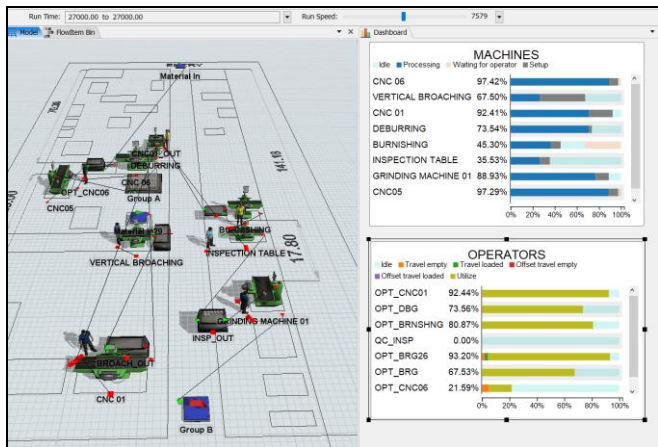 Run Time: 27000.00 to 27000.00 Run Speed: 7579
Model FlowItem Bin
Dashboard
Material In
CNC01_OUT
DEBURRING
CNC 06
OPT_CNC06
CNC05
Group A
BURNISHING
INSPECTION TABLE
VERTICAL BROACHING
17.80
GRINDING MACHINE 01
INSP_OUT
BROACH_OUT
CNC 01
Group B
MACHINES
Idle Processing Waiting for operator Setup
CNC 06 97.42%
VERTICAL BROACHING 67.50%
CNC 01 92.41%
DEBURRING 73.54%
BURNISHING 45.30%
INSPECTION TABLE 35.53%
GRINDING MACHINE 01 88.93%
CNC05 97.29%
0% 20% 40% 60% 80% 100%
OPERATORS
Idle Travel empty Travel loaded Offset travel empty
Offset travel loaded Utilize
OPT_CNC01 92.44%
OPT_DBG 73.56%
OPT_BRNSHNG 80.87%
QC_INSP 0.00%
OPT_BRG26 93.20%
OPT_BRG 67.53%
OPT_CNC06 21.59%
0% 20% 40% 60% 80% 100%